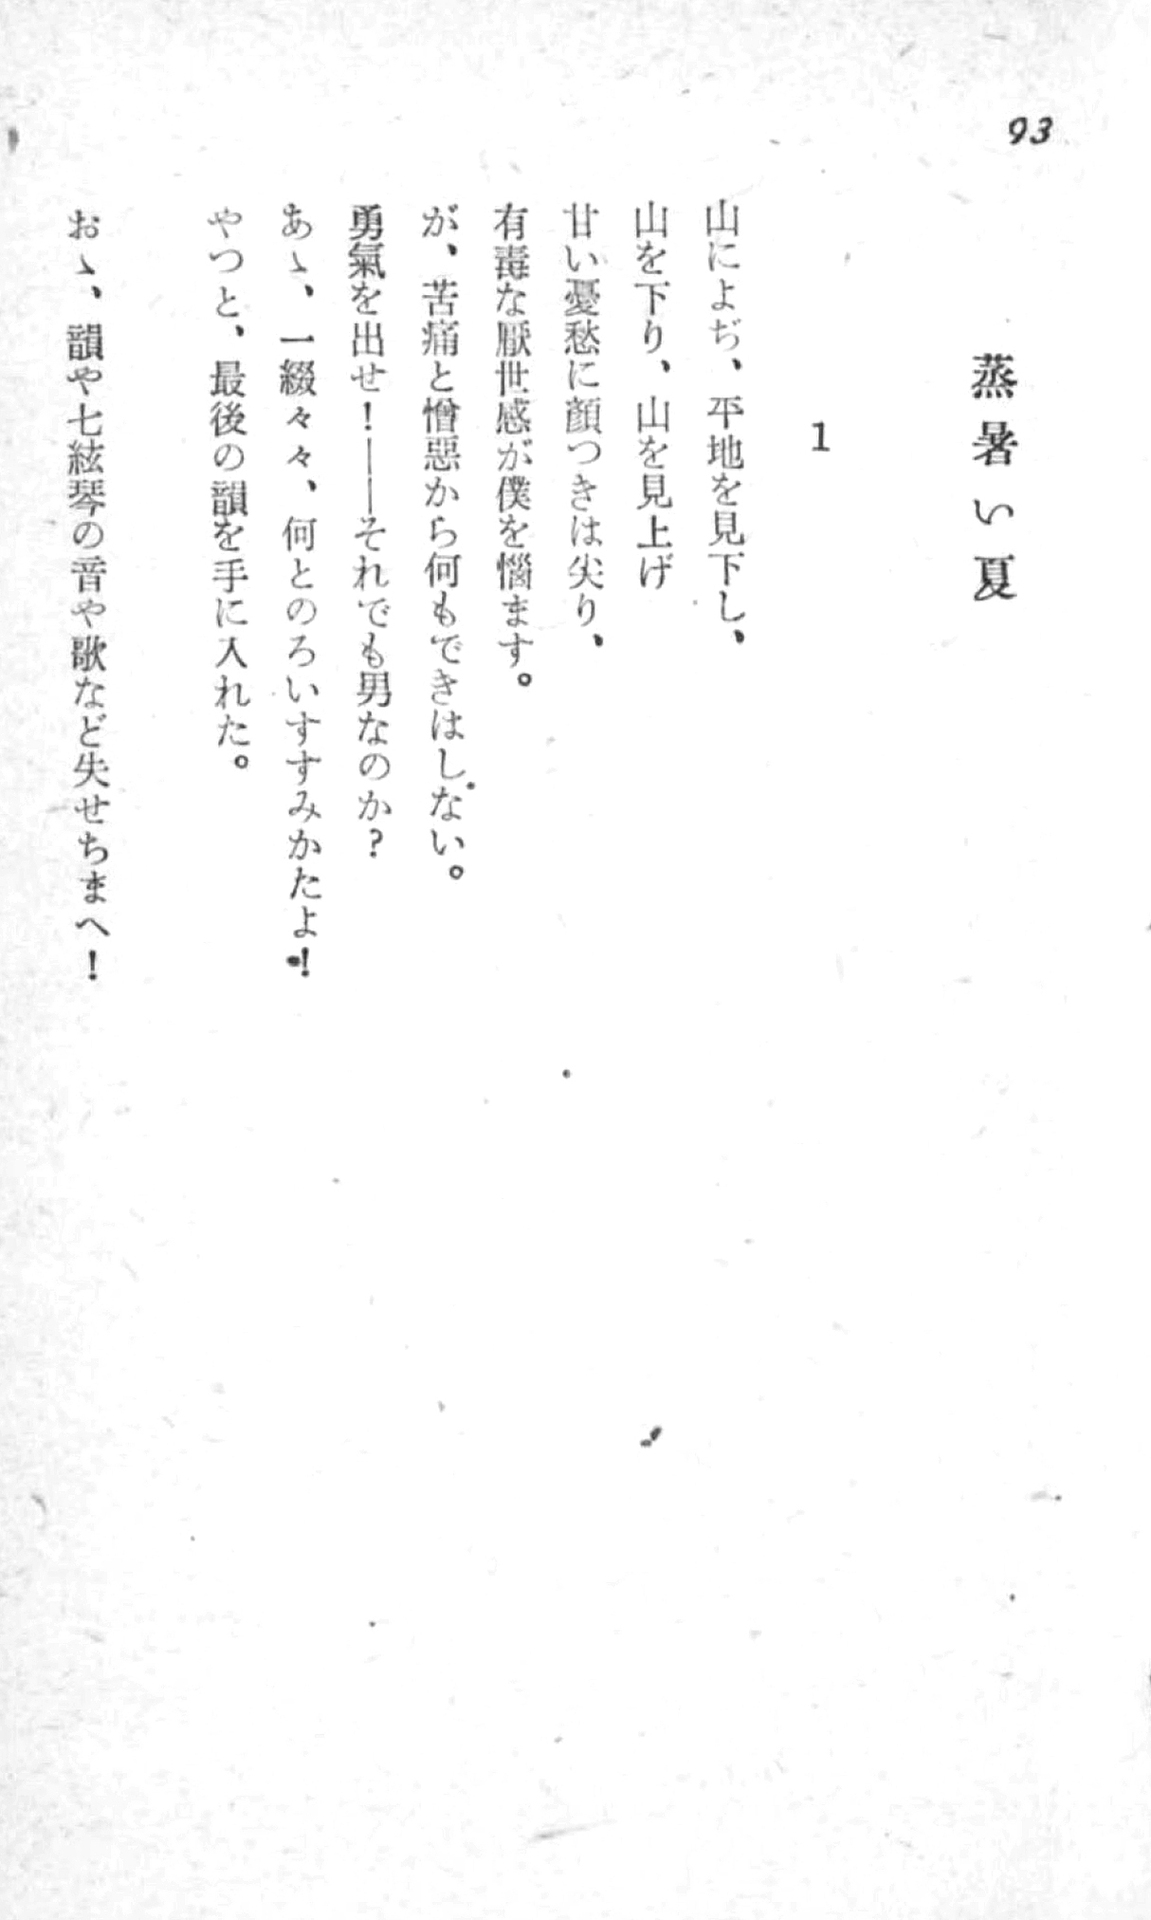 93
蒸暑い夏
1
山によぢ、平地を見下し、
山を下り、山を見上げ
甘い憂愁に顔つきは尖り、
有毒な厭世感が僕を惱ます。
が、苦痛と憎惡から何もできはしない。
勇氣を出せ！――それでも男なのか？
あゝ、一綴々々、何とのろいすすみかたよ！
やつと、最後の韻を手に入れた。
おゝ、韻や七絃琴の音や歌など失せちまへ！